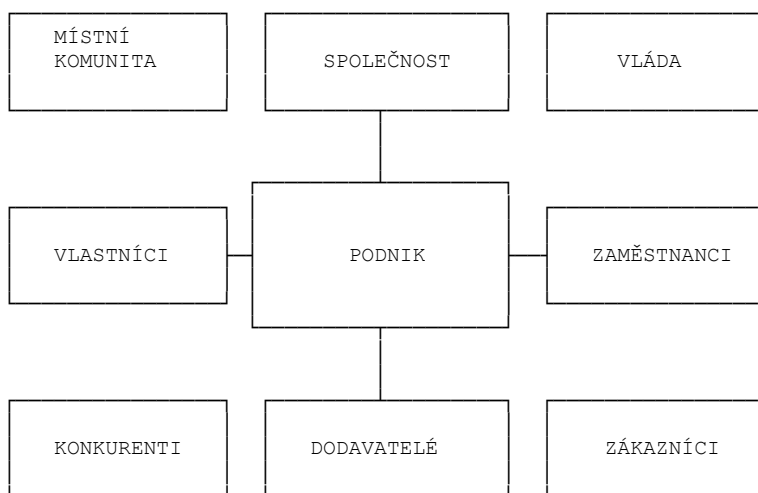 MÍSTNÍ
KOMUNITA
SPOLEČNOST
VLÁDA
VLASTNÍCI
PODNIK
ZAMĚSTNANCI
KONKURENTI
DODAVATELÉ
ZÁKAZNÍCI